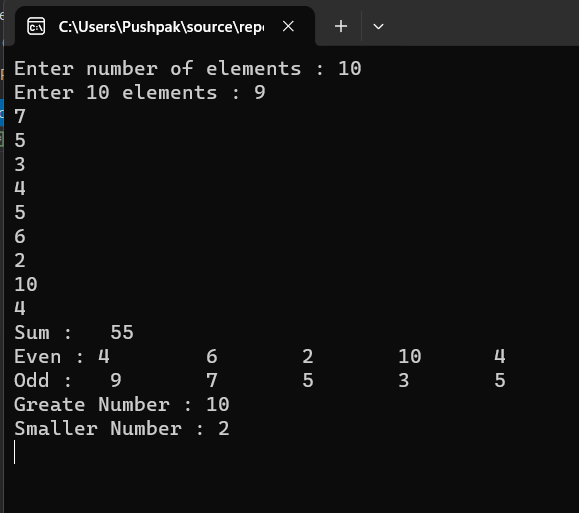 C:\Users\Pushpak\source\rep
Enter number of elements : 10
Enter 10 elements : 9
7
5
3
4
5
6
2
10
4
Sum :   55
Even : 4        6       2       10      4
Odd :   9       7       5       3       5
Greate Number : 10
Smaller Number : 2